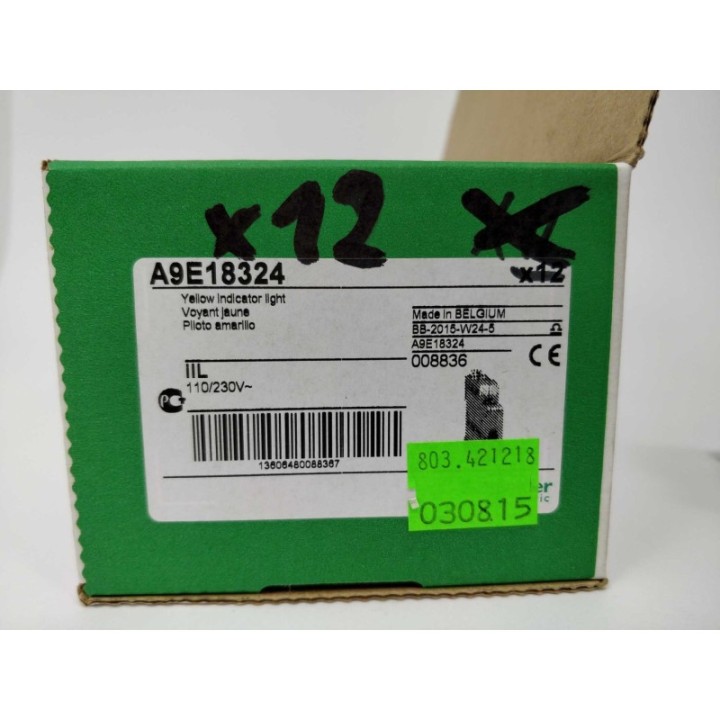 x12
A9E18324 x12
Yellow indicator light
Voyant jaune
Piloto amarillo
Made in BELGIUM
BB-2015-W24-5
A9E18324
008836
CE
IIL
110/230V~
13606480088367
803.421218
030815